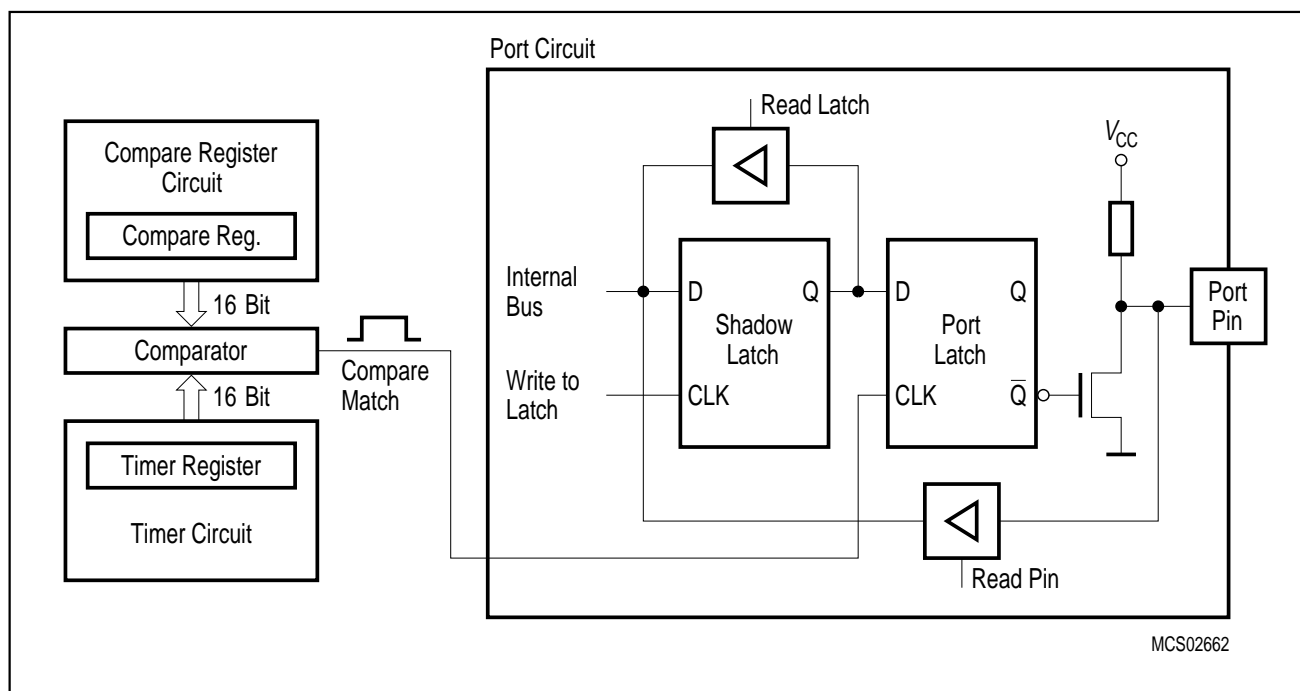 Port Circuit
Read Latch
V
CC
Compare Register
Circuit
Compare Reg.
16 Bit
Comparator
16 Bit
Compare
Match
Timer Register
Timer Circuit
Internal
Bus
Write to
Latch
D
Q
Shadow
Latch
CLK
D
Q
Port
Latch
CLK
Q̅
Port
Pin
Read Pin
MCS02662